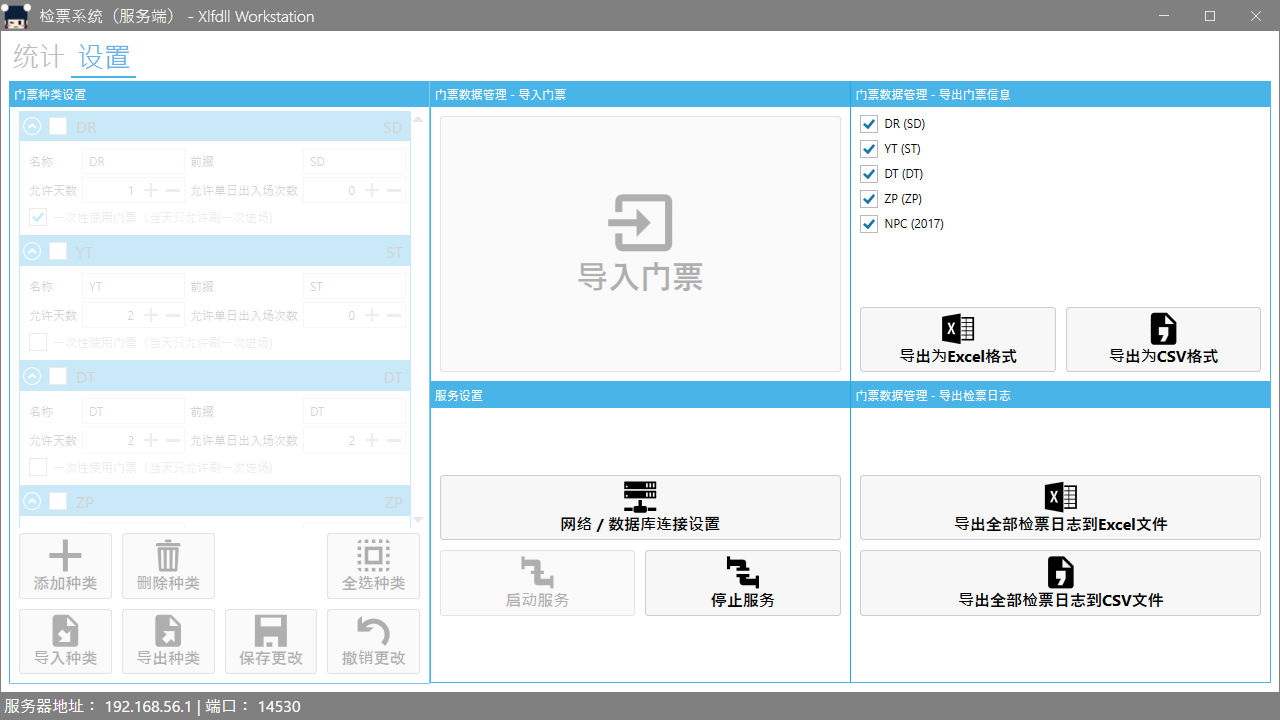 检票系统（服务端） - Xlfdll Workstation
统计 设置
门票种类设置
DR SD
名称 DR 前缀 SD
允许天数 1 允许单日出入场次数 0
一次性使用门票（当天只允许刷一次进场）
YT ST
名称 YT 前缀 ST
允许天数 2 允许单日出入场次数 0
一次性使用门票（当天只允许刷一次进场）
DT DT
名称 DT 前缀 DT
允许天数 2 允许单日出入场次数 2
一次性使用门票（当天只允许刷一次进场）
ZP ZP
添加种类 删除种类 全选种类
导入种类 导出种类 保存更改 撤销更改
门票数据管理 - 导入门票
导入门票
服务设置
网络 / 数据库连接设置
启动服务 停止服务
门票数据管理 - 导出门票信息
DR (SD)
YT (ST)
DT (DT)
ZP (ZP)
NPC (2017)
导出为Excel格式 导出为CSV格式
门票数据管理 - 导出检票日志
导出全部检票日志到Excel文件
导出全部检票日志到CSV文件
服务器地址： 192.168.56.1 | 端口： 14530